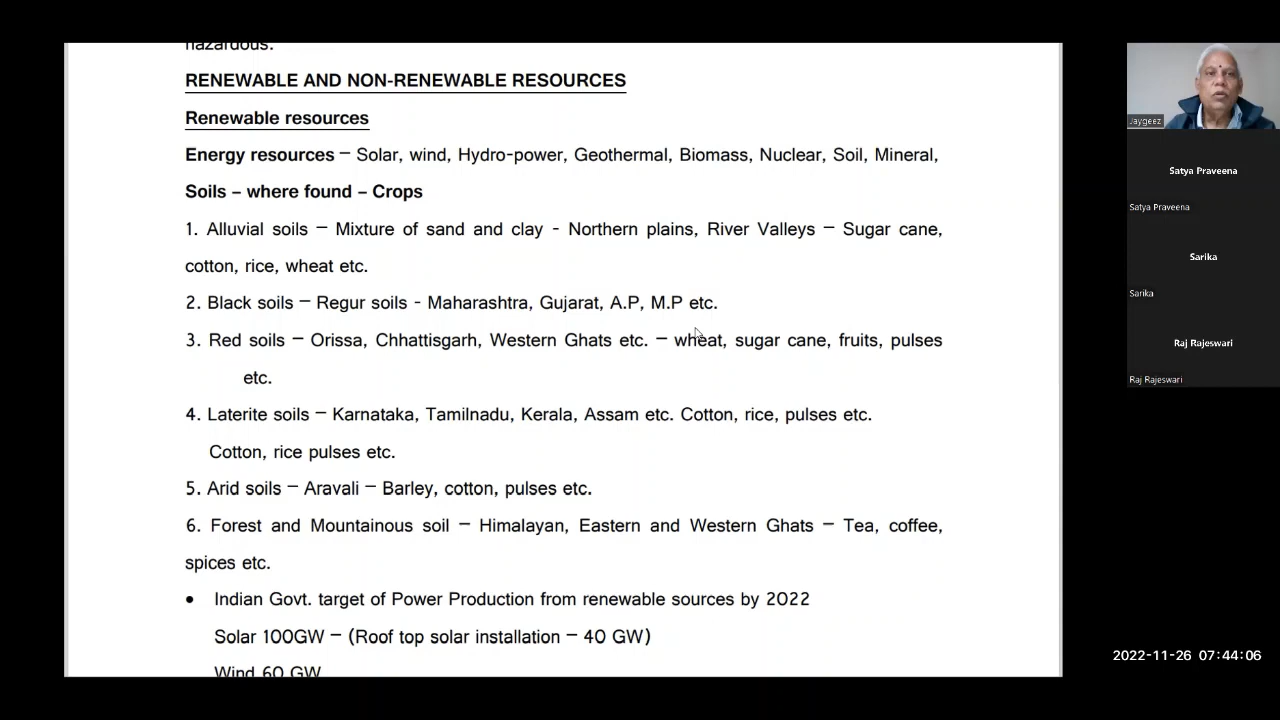 hazardous.
RENEWABLE AND NON-RENEWABLE RESOURCES
Renewable resources
Energy resources – Solar, wind, Hydro-power, Geothermal, Biomass, Nuclear, Soil, Mineral,
Soils – where found – Crops
1. Alluvial soils – Mixture of sand and clay - Northern plains, River Valleys – Sugar cane,
cotton, rice, wheat etc.
2. Black soils – Regur soils - Maharashtra, Gujarat, A.P, M.P etc.
3. Red soils – Orissa, Chhattisgarh, Western Ghats etc. – wheat, sugar cane, fruits, pulses
etc.
4. Laterite soils – Karnataka, Tamilnadu, Kerala, Assam etc. Cotton, rice, pulses etc.
Cotton, rice pulses etc.
5. Arid soils – Aravali – Barley, cotton, pulses etc.
6. Forest and Mountainous soil – Himalayan, Eastern and Western Ghats – Tea, coffee,
spices etc.
• Indian Govt. target of Power Production from renewable sources by 2022
Solar 100GW – (Roof top solar installation – 40 GW)
Wind 60 GW
Jaygeez
Satya Praveena
Satya Praveena
Sarika
Sarika
Raj Rajeswari
Raj Rajeswari
2022-11-26 07:44:06